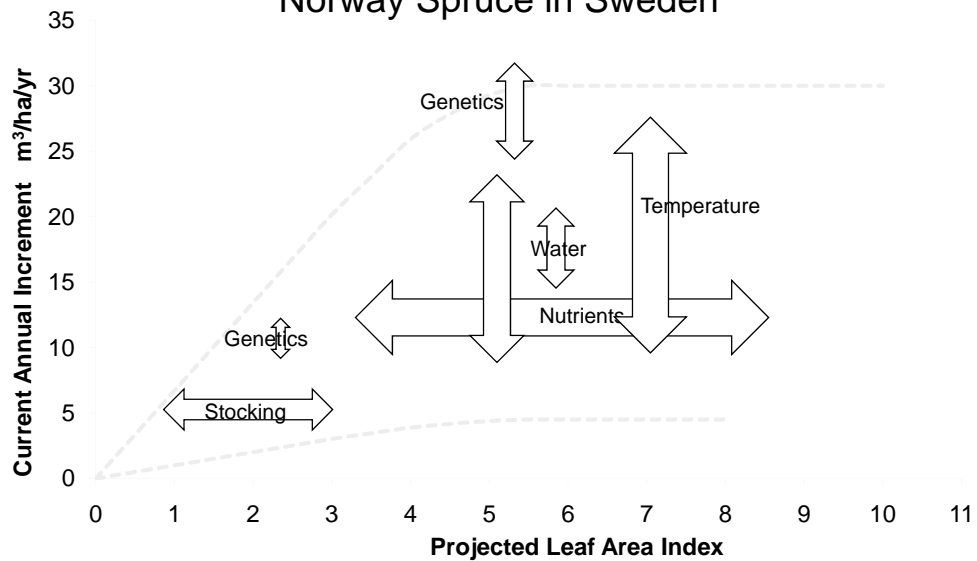 Norway Spruce in Sweden
35
30
25
20
15
10
5
0
Current Annual Increment m³/ha/yr
Genetics
Temperature
Water
Nutrients
Genetics
Stocking
0 1 2 3 4 5 6 7 8 9 10 11
Projected Leaf Area Index